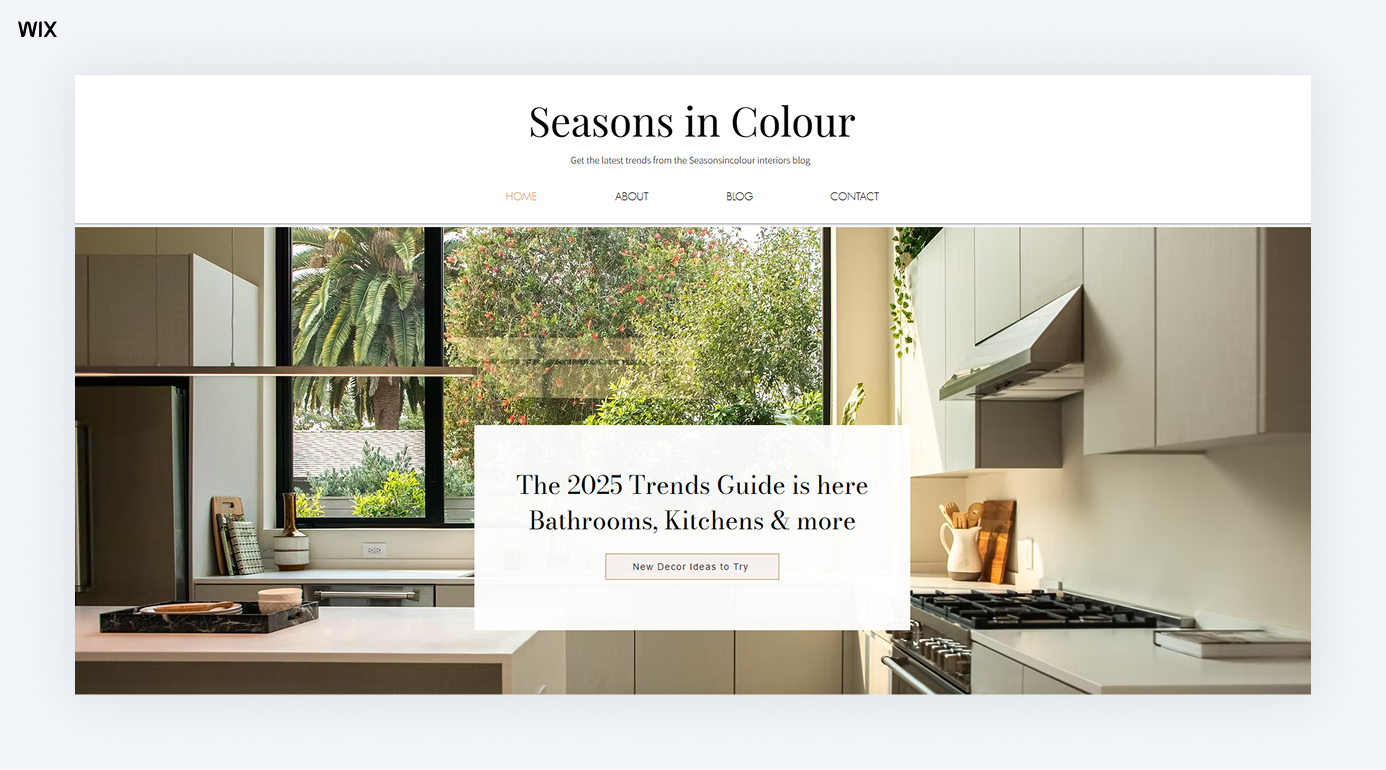 WIX
Seasons in Colour
Get the latest trends from the Seasonsincolour interiors blog
HOME ABOUT BLOG CONTACT
The 2025 Trends Guide is here
Bathrooms, Kitchens & more
New Decor Ideas to Try